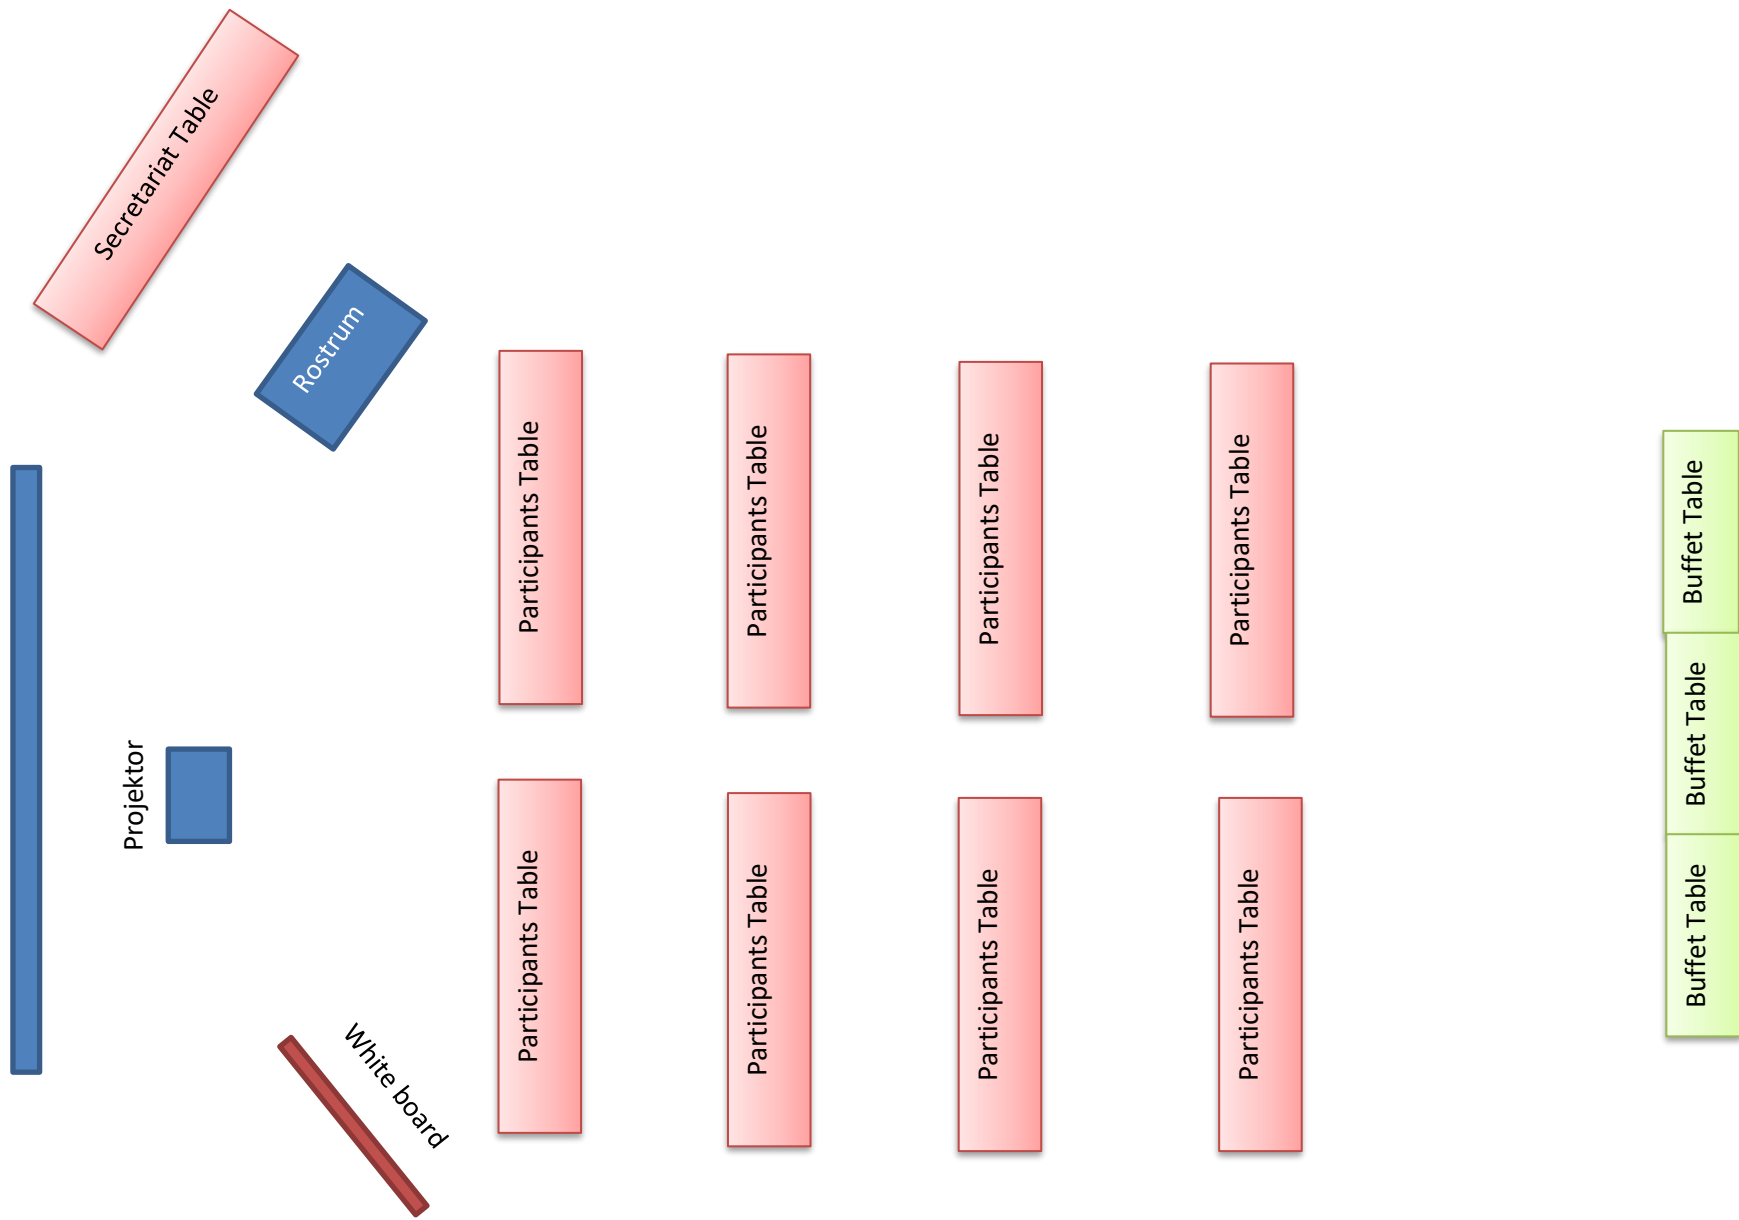 Secretariat Table
Rostrum
Participants Table
Participants Table
Participants Table
Participants Table
Buffet Table
Buffet Table
Buffet Table
Projektor
Participants Table
Participants Table
Participants Table
Participants Table
White board